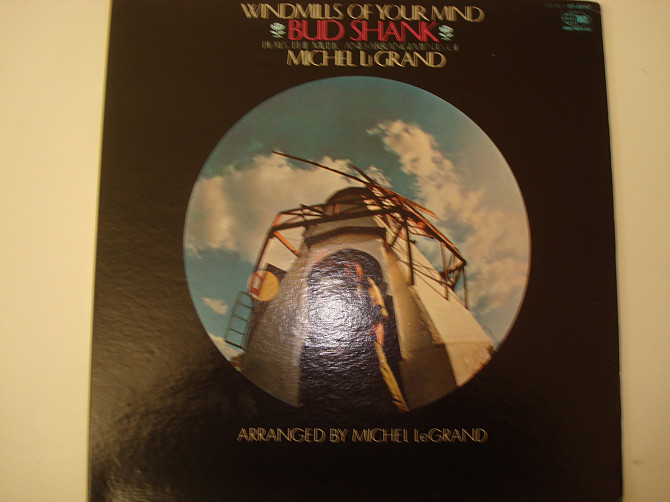 WINDMILLS OF YOUR MIND
BUD SHANK
PLAYS THE MUSIC AND ARRANGEMENTS OF
MICHEL LeGRAND
ARRANGED BY MICHEL LeGRAND